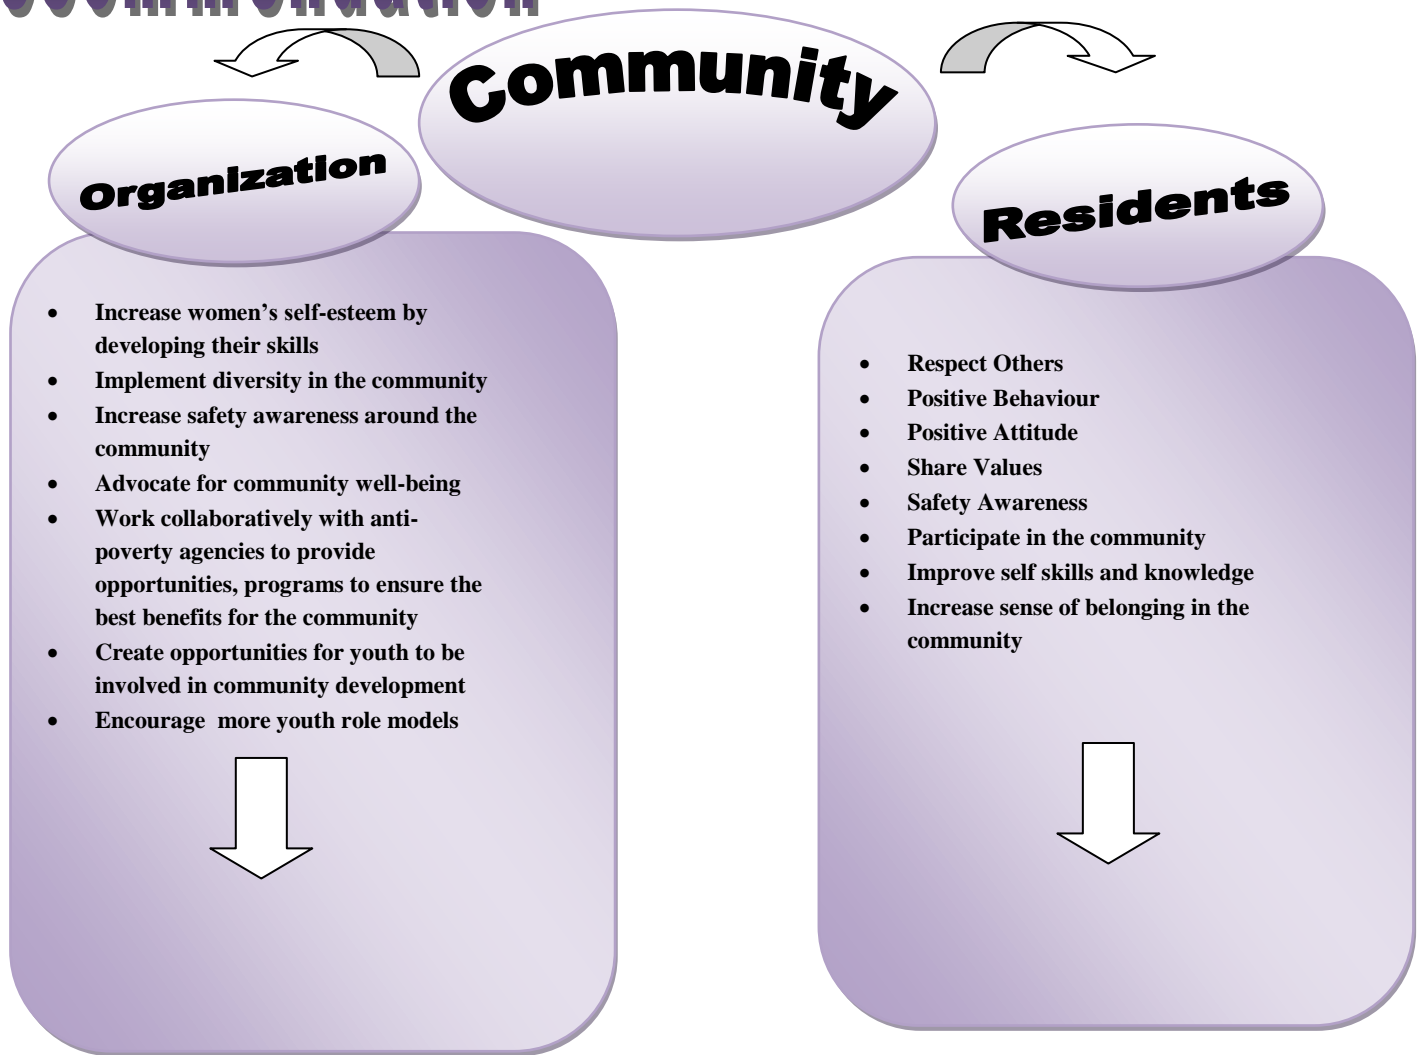 Community
Organization
• Increase women’s self-esteem by
developing their skills
• Implement diversity in the community
• Increase safety awareness around the
community
• Advocate for community well-being
• Work collaboratively with anti-
poverty agencies to provide
opportunities, programs to ensure the
best benefits for the community
• Create opportunities for youth to be
involved in community development
• Encourage  more youth role models
Residents
• Respect Others
• Positive Behaviour
• Positive Attitude
• Share Values
• Safety Awareness
• Participate in the community
• Improve self skills and knowledge
• Increase sense of belonging in the
community